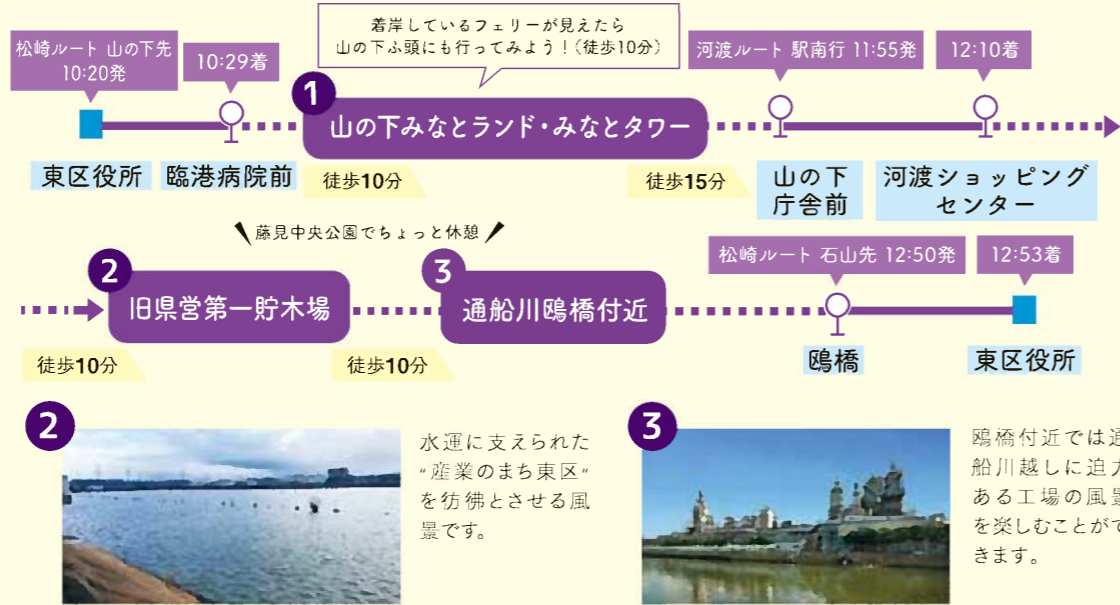 着岸しているフェリーが見えたら
山の下ふ頭にも行ってみよう！（徒歩10分）
松崎ルート 山の下先
10:20発
10:29着
河渡ルート 駅南行 11:55発
12:10着
1
山の下みなとランド・みなとタワー
東区役所
臨港病院前
徒歩10分
徒歩15分
山の下
庁舎前
河渡ショッピング
センター
藤見中央公園でちょっと休憩
松崎ルート 石山先 12:50発
12:53着
2
旧県営第一貯木場
3
通船川鴎橋付近
徒歩10分
徒歩10分
鴎橋
東区役所
2
水運に支えられた
“産業のまち東区”
を彷彿とさせる風
景です。
3
鴎橋付近では通
船川越しに迫力
ある工場の風景
を楽しむことがで
きます。